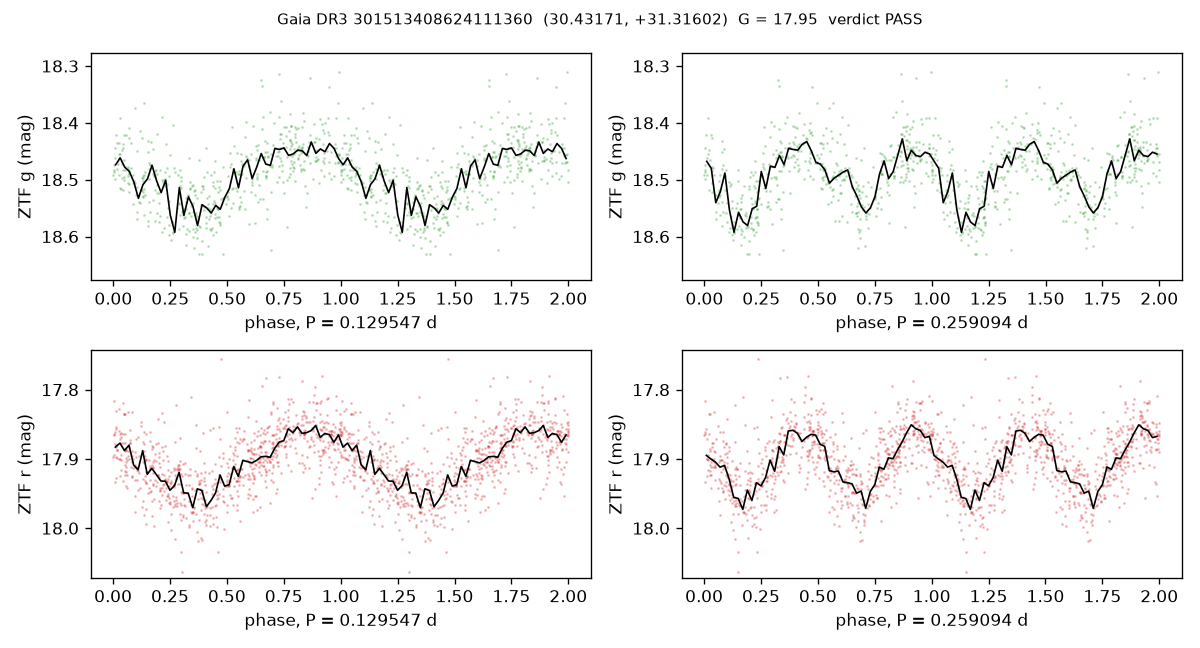 Gaia DR3 301513408624111360 (30.43171, +31.31602) G = 17.95 verdict PASS
ZTF g (mag)
18.3
18.4
18.5
18.6
0.00 0.25 0.50 0.75 1.00 1.25 1.50 1.75 2.00
phase, P = 0.129547 d
ZTF g (mag)
18.3
18.4
18.5
18.6
0.00 0.25 0.50 0.75 1.00 1.25 1.50 1.75 2.00
phase, P = 0.259094 d
ZTF r (mag)
17.8
17.9
18.0
0.00 0.25 0.50 0.75 1.00 1.25 1.50 1.75 2.00
phase, P = 0.129547 d
ZTF r (mag)
17.8
17.9
18.0
0.00 0.25 0.50 0.75 1.00 1.25 1.50 1.75 2.00
phase, P = 0.259094 d